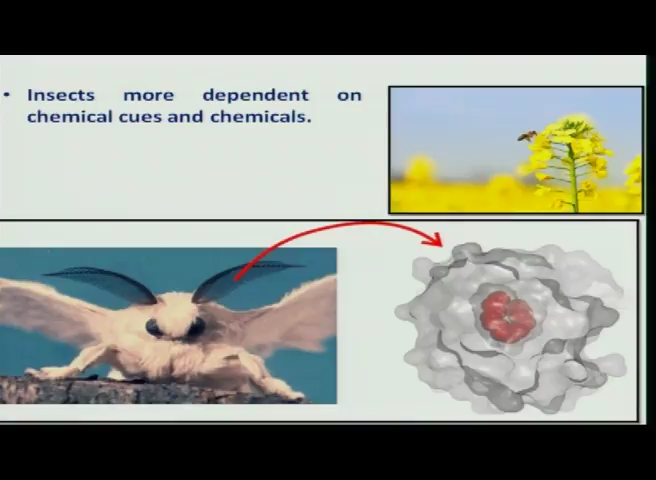 • Insects more dependent on
chemical cues and chemicals.